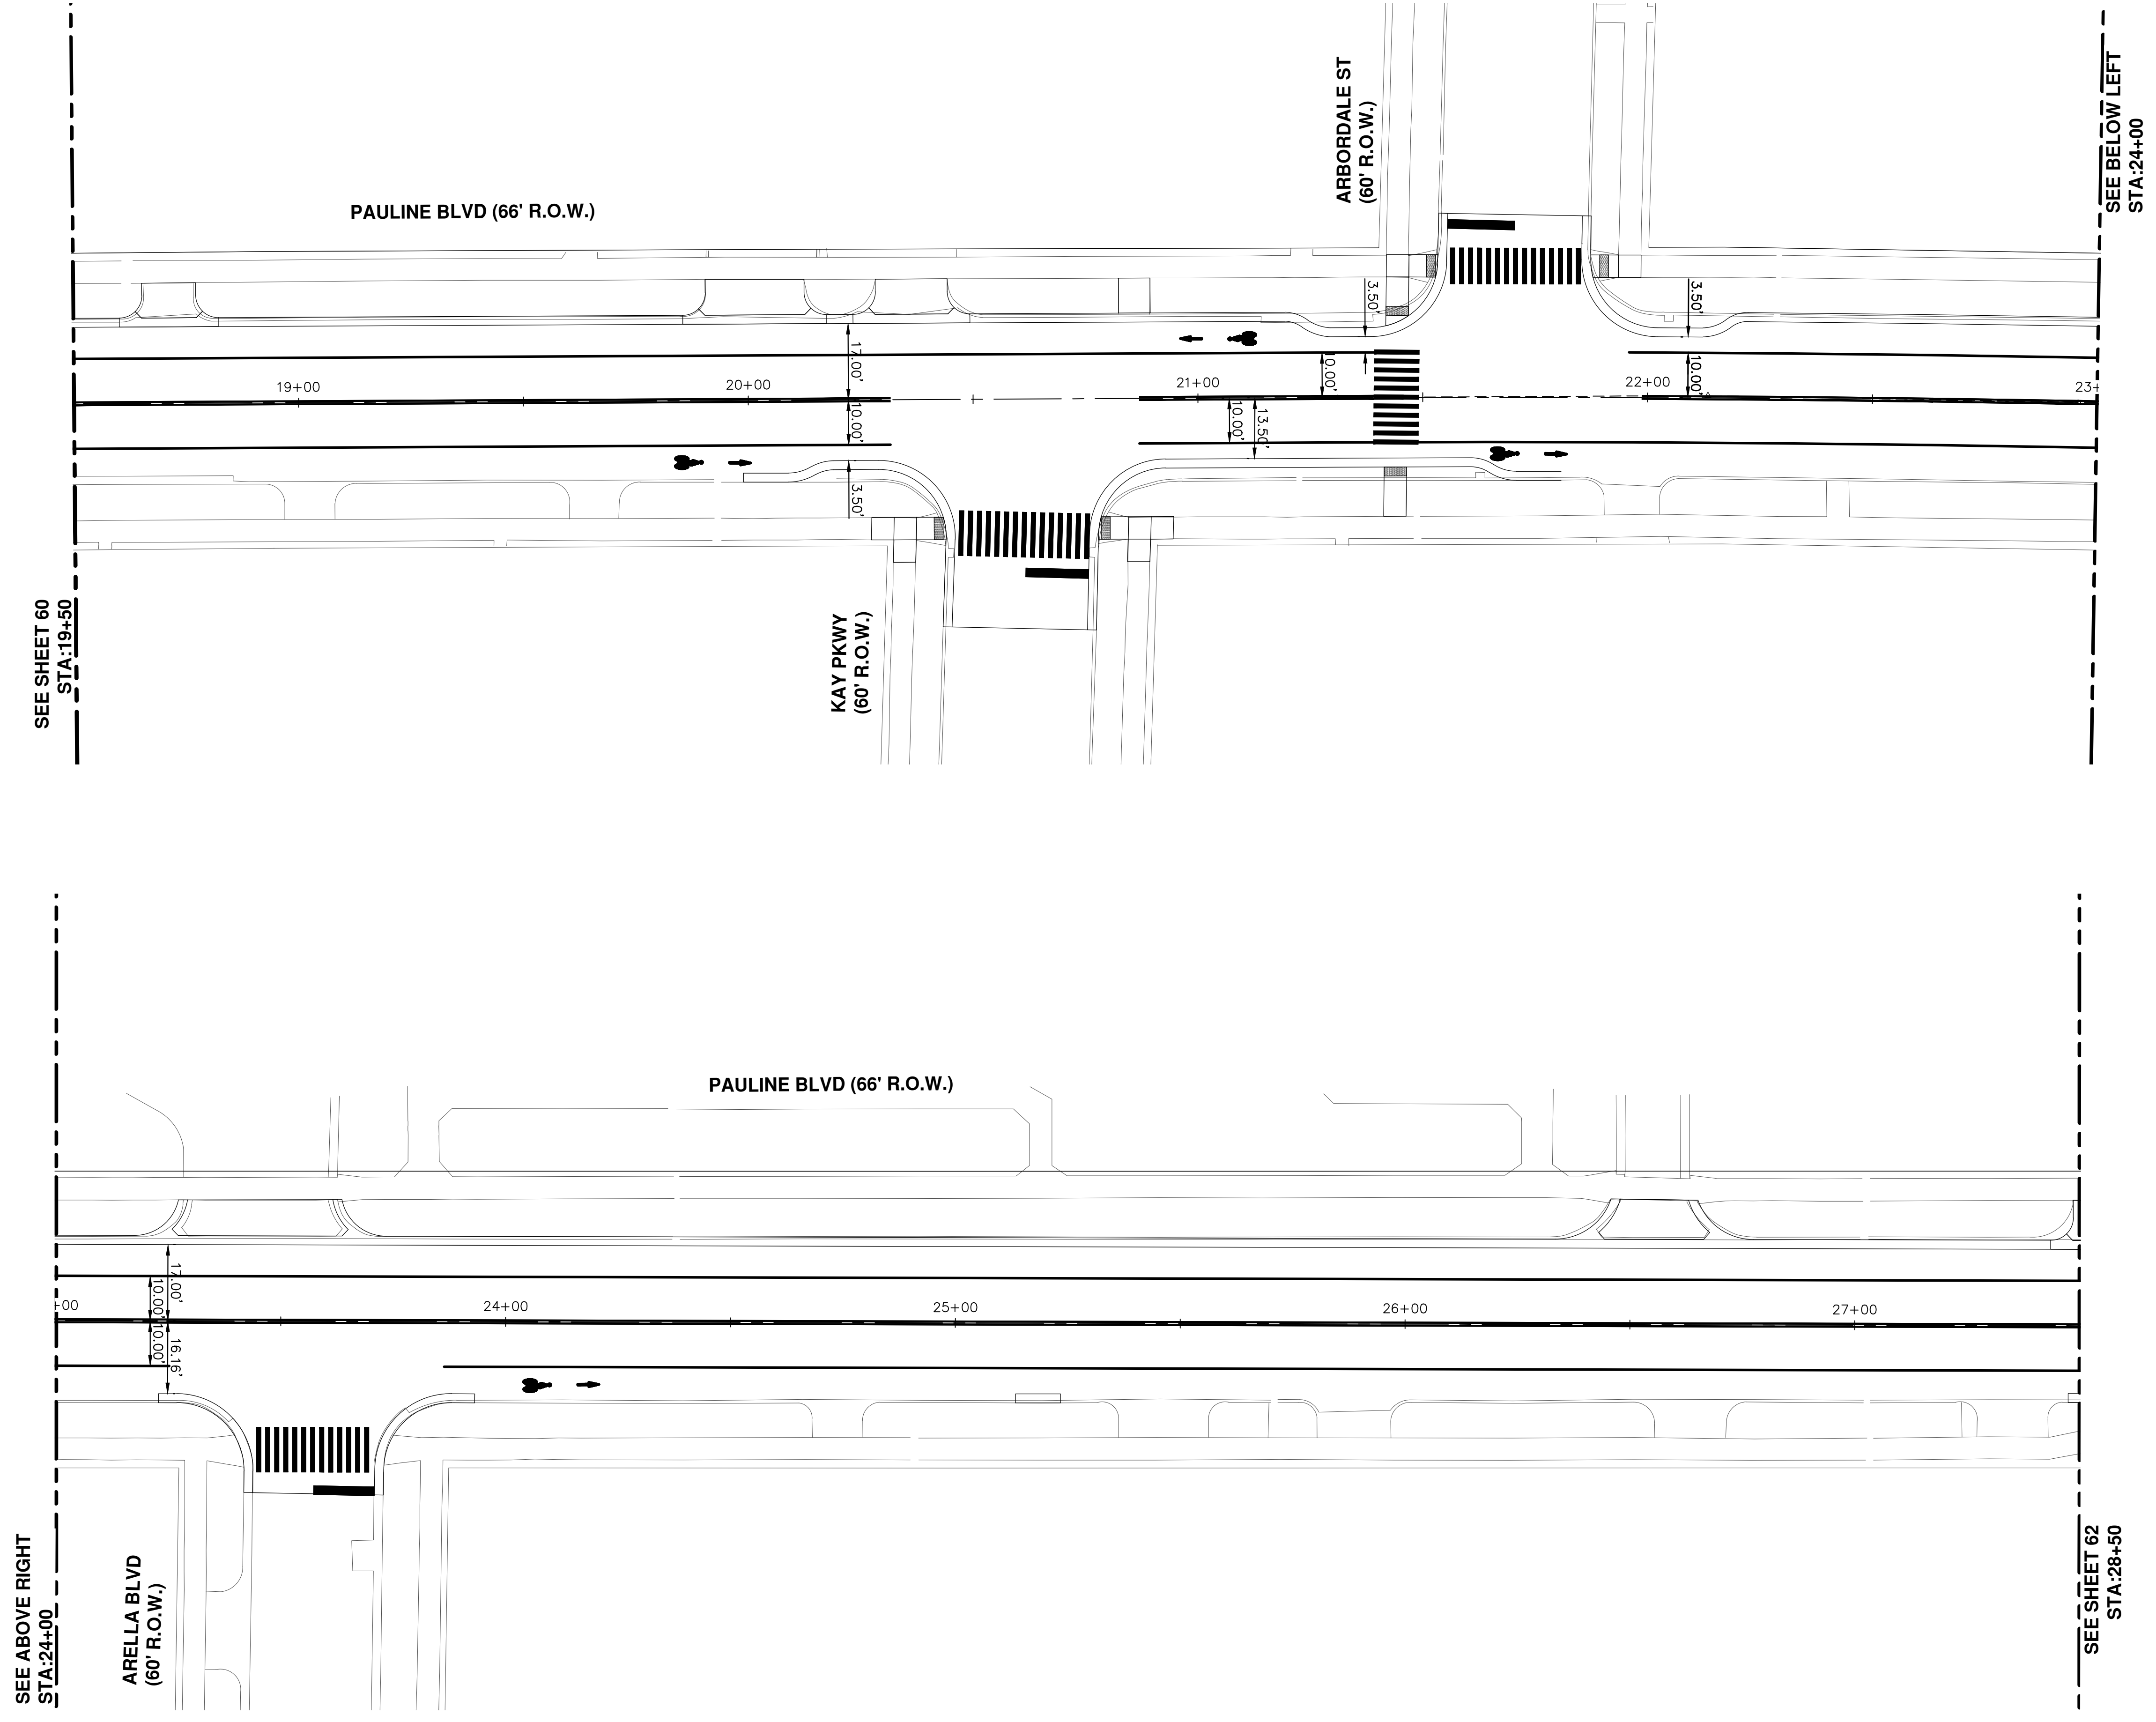 ARBORDALE ST
(60' R.O.W.)
SEE BELOW LEFT
STA:24+00
PAULINE BLVD (66' R.O.W.)
3.50'
3.50'
17.00'
10.00'
10.00'
19+00
20+00
21+00
22+00
23+
10.00'
10.00'
13.50'
3.50'
SEE SHEET 60
STA:19+50
KAY PKWY
(60' R.O.W.)
PAULINE BLVD (66' R.O.W.)
17.00'
10.00'
+00
24+00
25+00
26+00
27+00
10.00'
16.16'
SEE ABOVE RIGHT
STA:24+00
ARELLA BLVD
(60' R.O.W.)
SEE SHEET 62
STA:28+50